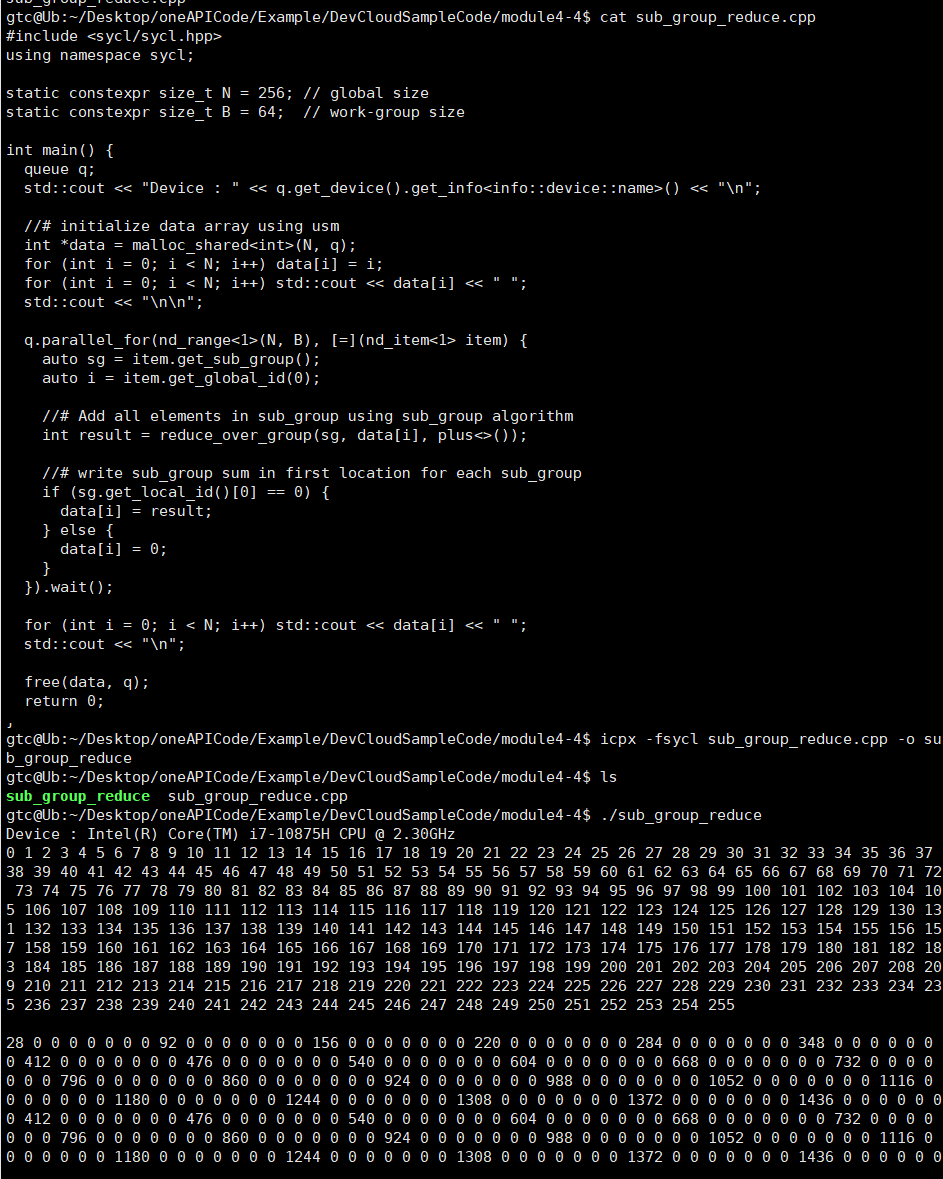 sub_group_reduce.cpp
gtc@Ub:~/Desktop/oneAPICode/Example/DevCloudSampleCode/module4-4$ cat sub_group_reduce.cpp
#include <sycl/sycl.hpp>
using namespace sycl;
static constexpr size_t N = 256; // global size
static constexpr size_t B = 64;  // work-group size
int main() {
  queue q;
  std::cout << "Device : " << q.get_device().get_info<info::device::name>() << "\n";
  //# initialize data array using usm
  int *data = malloc_shared<int>(N, q);
  for (int i = 0; i < N; i++) data[i] = i;
  for (int i = 0; i < N; i++) std::cout << data[i] << " ";
  std::cout << "\n\n";
  q.parallel_for(nd_range<1>(N, B), [=](nd_item<1> item) {
    auto sg = item.get_sub_group();
    auto i = item.get_global_id(0);
    //# Add all elements in sub_group using sub_group algorithm
    int result = reduce_over_group(sg, data[i], plus<>());
    //# write sub_group sum in first location for each sub_group
    if (sg.get_local_id()[0] == 0) {
      data[i] = result;
    } else {
      data[i] = 0;
    }
  }).wait();
  for (int i = 0; i < N; i++) std::cout << data[i] << " ";
  std::cout << "\n";
  free(data, q);
  return 0;
}
gtc@Ub:~/Desktop/oneAPICode/Example/DevCloudSampleCode/module4-4$ icpx -fsycl sub_group_reduce.cpp -o su
b_group_reduce
gtc@Ub:~/Desktop/oneAPICode/Example/DevCloudSampleCode/module4-4$ ls
sub_group_reduce  sub_group_reduce.cpp
gtc@Ub:~/Desktop/oneAPICode/Example/DevCloudSampleCode/module4-4$ ./sub_group_reduce
Device : Intel(R) Core(TM) i7-10875H CPU @ 2.30GHz
0 1 2 3 4 5 6 7 8 9 10 11 12 13 14 15 16 17 18 19 20 21 22 23 24 25 26 27 28 29 30 31 32 33 34 35 36 37
38 39 40 41 42 43 44 45 46 47 48 49 50 51 52 53 54 55 56 57 58 59 60 61 62 63 64 65 66 67 68 69 70 71 72
 73 74 75 76 77 78 79 80 81 82 83 84 85 86 87 88 89 90 91 92 93 94 95 96 97 98 99 100 101 102 103 104 10
5 106 107 108 109 110 111 112 113 114 115 116 117 118 119 120 121 122 123 124 125 126 127 128 129 130 13
1 132 133 134 135 136 137 138 139 140 141 142 143 144 145 146 147 148 149 150 151 152 153 154 155 156 15
7 158 159 160 161 162 163 164 165 166 167 168 169 170 171 172 173 174 175 176 177 178 179 180 181 182 18
3 184 185 186 187 188 189 190 191 192 193 194 195 196 197 198 199 200 201 202 203 204 205 206 207 208 20
9 210 211 212 213 214 215 216 217 218 219 220 221 222 223 224 225 226 227 228 229 230 231 232 233 234 23
5 236 237 238 239 240 241 242 243 244 245 246 247 248 249 250 251 252 253 254 255
28 0 0 0 0 0 0 0 92 0 0 0 0 0 0 0 156 0 0 0 0 0 0 0 220 0 0 0 0 0 0 0 284 0 0 0 0 0 0 0 348 0 0 0 0 0 0
0 412 0 0 0 0 0 0 0 476 0 0 0 0 0 0 0 540 0 0 0 0 0 0 0 604 0 0 0 0 0 0 0 668 0 0 0 0 0 0 0 732 0 0 0 0
0 0 0 796 0 0 0 0 0 0 0 860 0 0 0 0 0 0 0 924 0 0 0 0 0 0 0 988 0 0 0 0 0 0 0 1052 0 0 0 0 0 0 0 1116 0
0 0 0 0 0 0 1180 0 0 0 0 0 0 0 1244 0 0 0 0 0 0 0 1308 0 0 0 0 0 0 0 1372 0 0 0 0 0 0 0 1436 0 0 0 0 0 0
0 412 0 0 0 0 0 0 0 476 0 0 0 0 0 0 0 540 0 0 0 0 0 0 0 604 0 0 0 0 0 0 0 668 0 0 0 0 0 0 0 732 0 0 0 0
0 0 0 796 0 0 0 0 0 0 0 860 0 0 0 0 0 0 0 924 0 0 0 0 0 0 0 988 0 0 0 0 0 0 0 1052 0 0 0 0 0 0 0 1116 0
0 0 0 0 0 0 1180 0 0 0 0 0 0 0 1244 0 0 0 0 0 0 0 1308 0 0 0 0 0 0 0 1372 0 0 0 0 0 0 0 1436 0 0 0 0 0 0